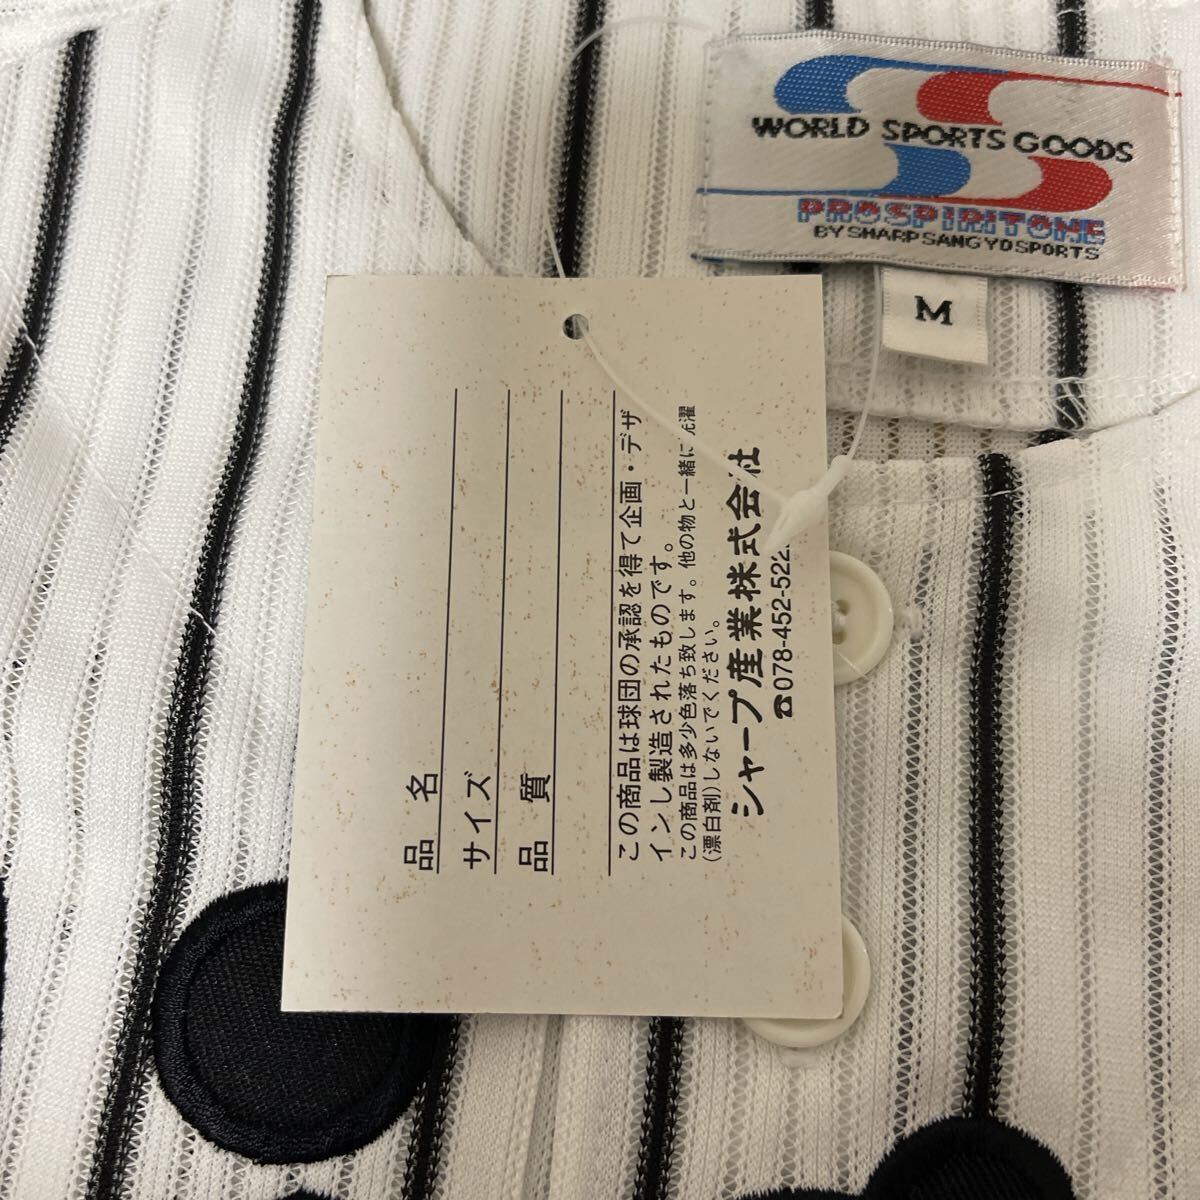 WORLD SPORTS GOODS
PROSPIRITONE
BY SHARPSANGYOSPORTS
M
品 名
サイズ
品 質
この商品は球団の承認を得て企画・デザ
インし製造されたものです。
この商品は多少色落ち致します。他の物と一緒に洗濯
(漂白剤)しないでください。
シャープ産業株式会社
☎078-452-522